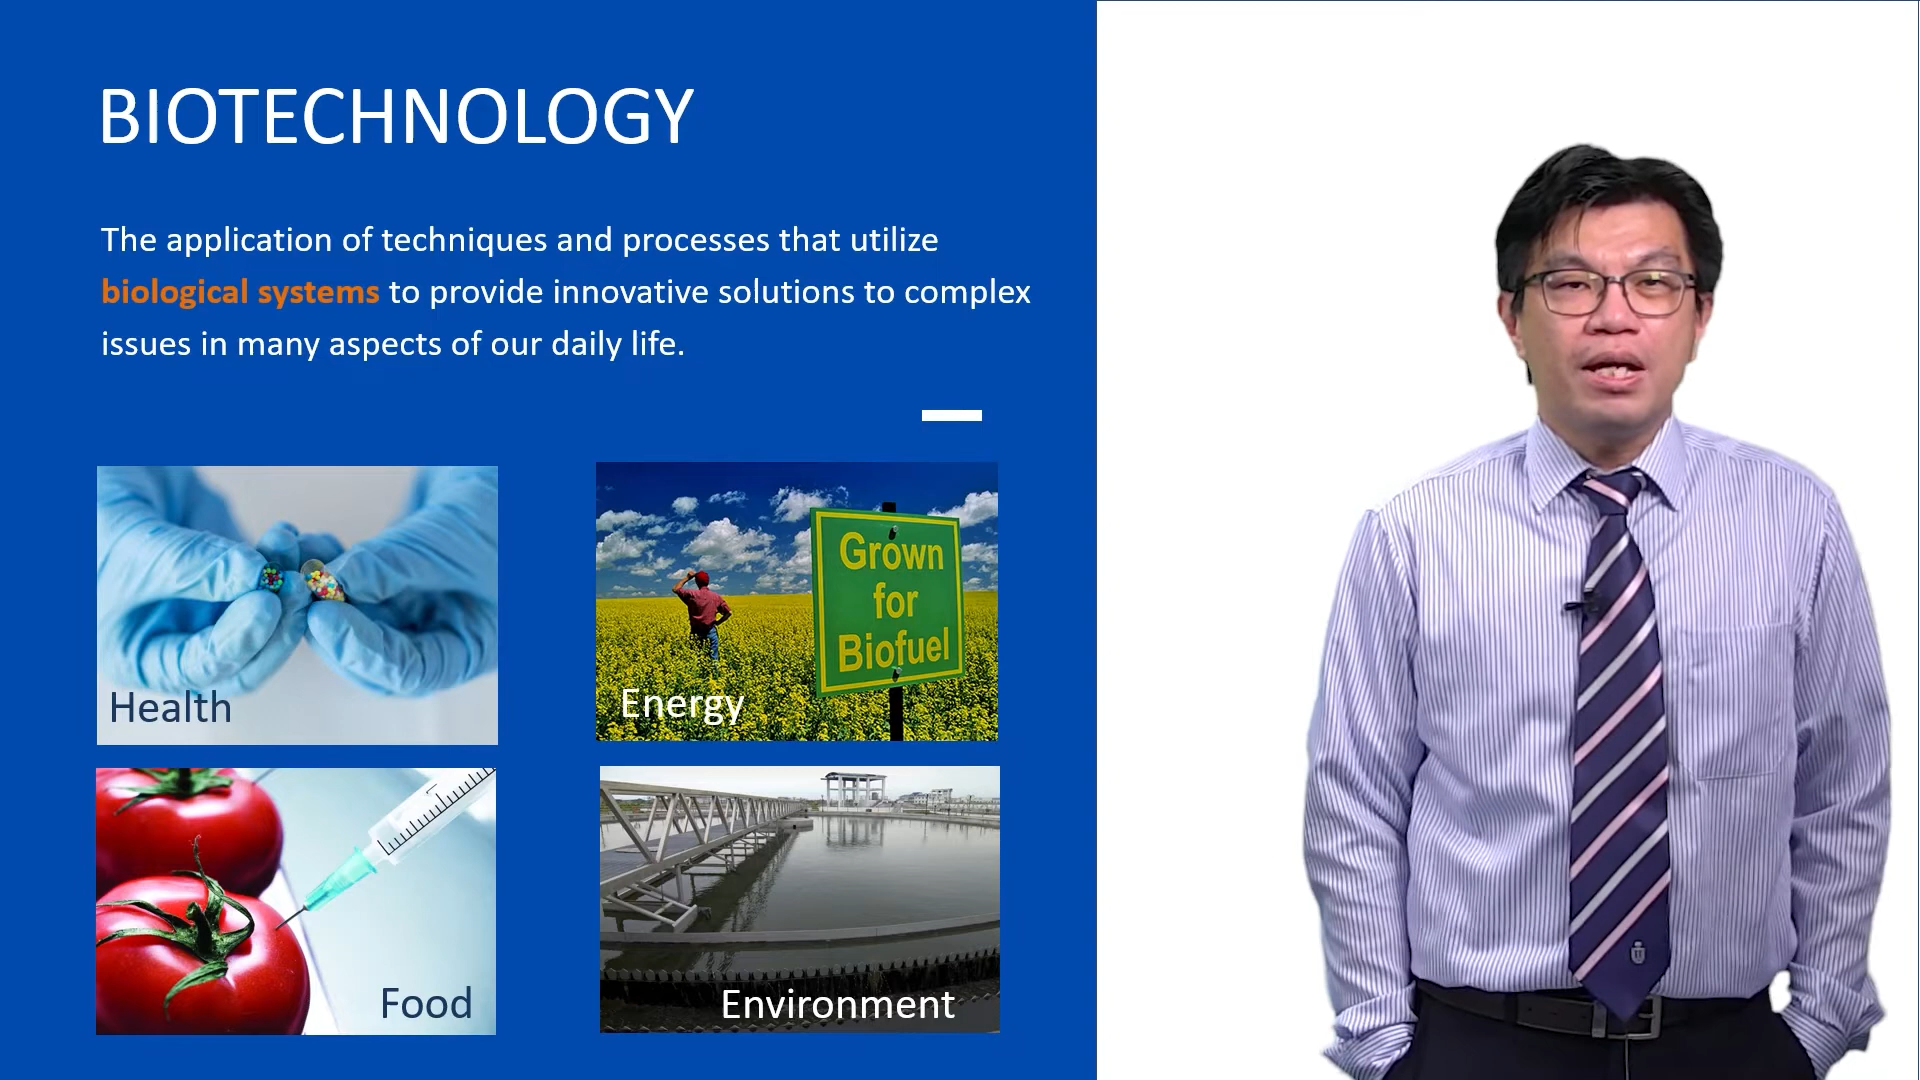 BIOTECHNOLOGY
The application of techniques and processes that utilize
biological systems to provide innovative solutions to complex
issues in many aspects of our daily life.
Health
Grown
for
Biofuel
Energy
Food
Environment